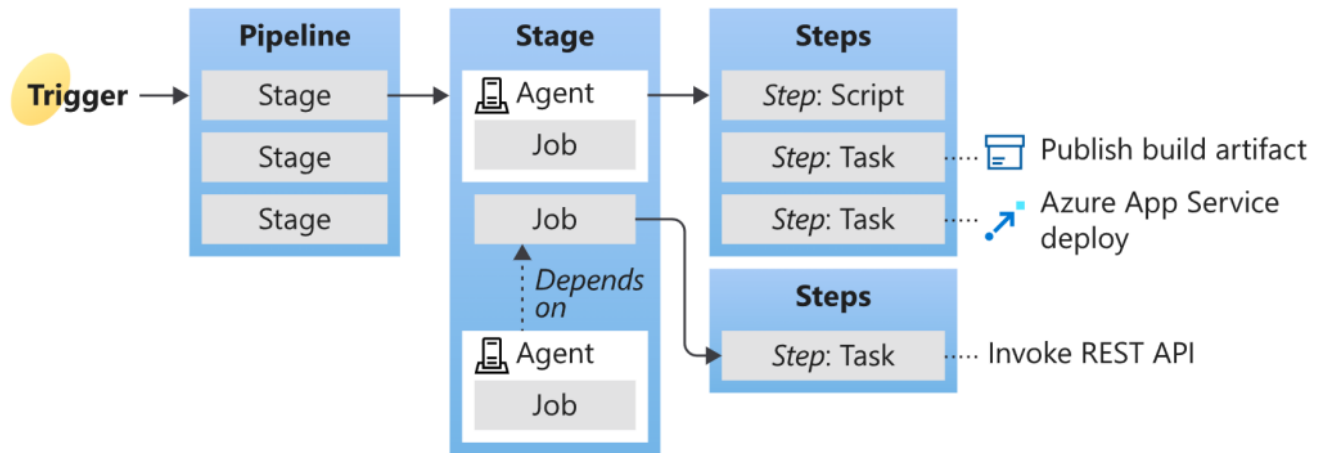 Trigger
Pipeline
Stage
Stage
Stage
Stage
Agent
Job
Job
Depends
on
Agent
Job
Steps
Step: Script
Step: Task
Publish build artifact
Step: Task
Azure App Service
deploy
Steps
Step: Task
Invoke REST API